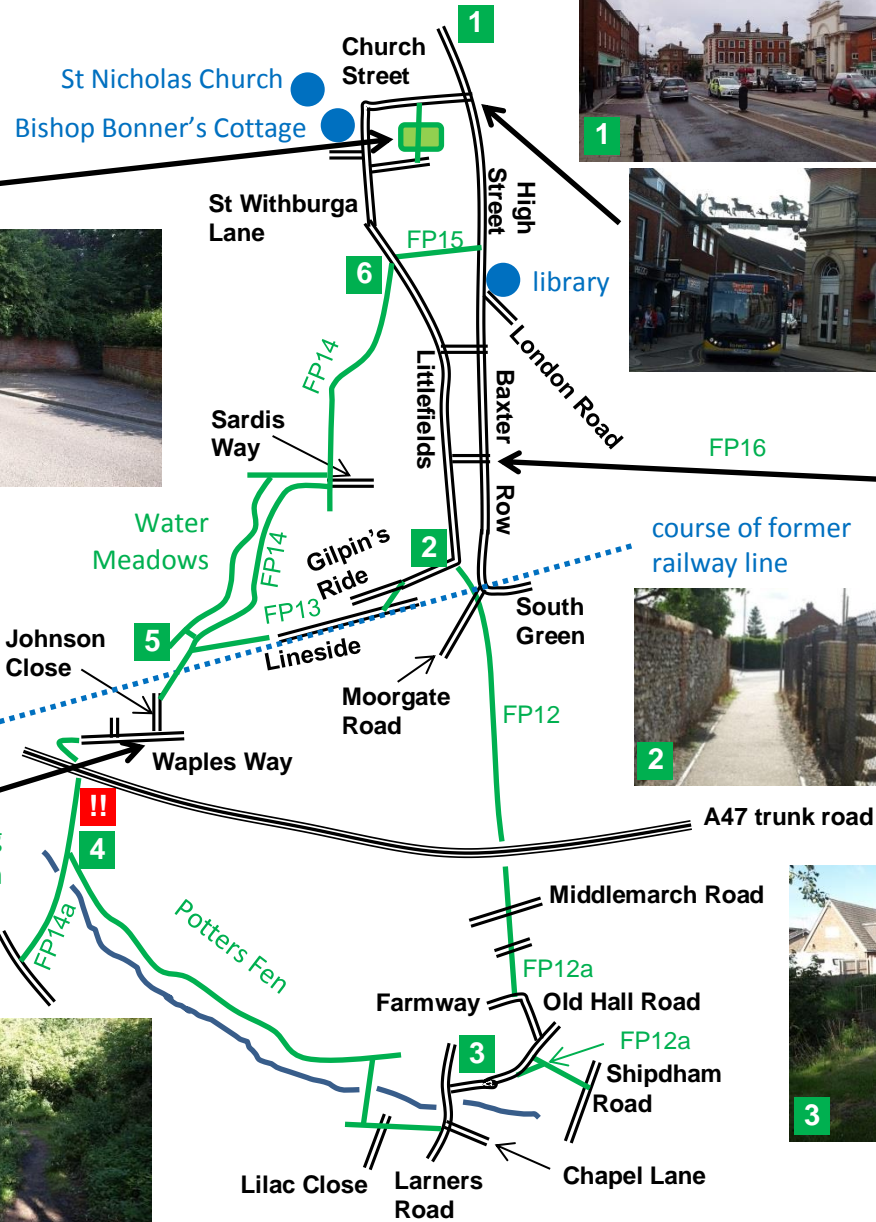 1
Church
Street
St Nicholas Church
Bishop Bonner's Cottage
1
High
Street
St Withburga
Lane
FP15
6
library
FP14
Littlefields
Baxter
Row
London Road
Sardis
Way
FP16
Water
Meadows
FP14
Gilpin's
Ride
2
course of former
railway line
FP13
South
Green
5
Johnson
Close
Lineside
Moorgate
Road
FP12
Waples Way
2
!!
A47 trunk road
4
Middlemarch Road
FP14a
Potters Fen
FP12a
Farmway
Old Hall Road
3
FP12a
Shipdham
Road
3
Lilac Close
Larners
Road
Chapel Lane